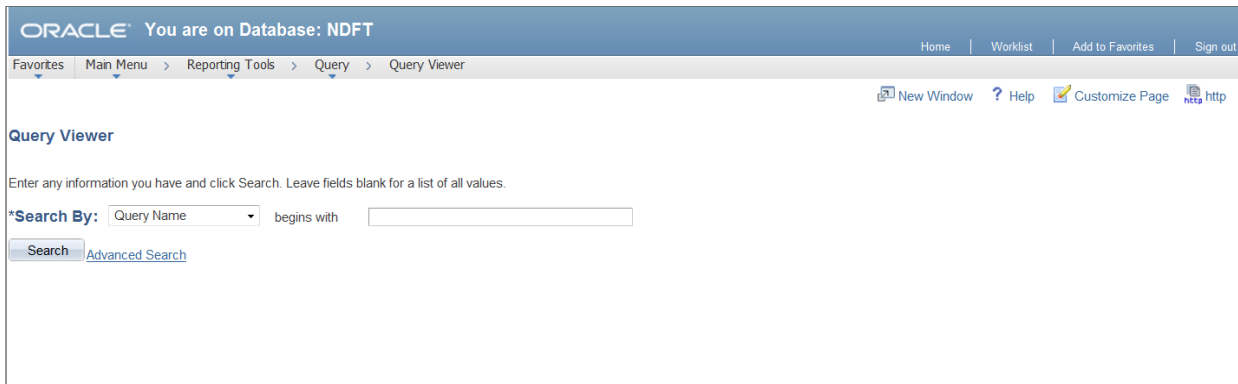 ORACLE® You are on Database: NDFT
Home | Worklist | Add to Favorites | Sign out
Favorites Main Menu > Reporting Tools > Query > Query Viewer
New Window ? Help Customize Page http http
Query Viewer
Enter any information you have and click Search. Leave fields blank for a list of all values.
*Search By: Query Name begins with
Search Advanced Search